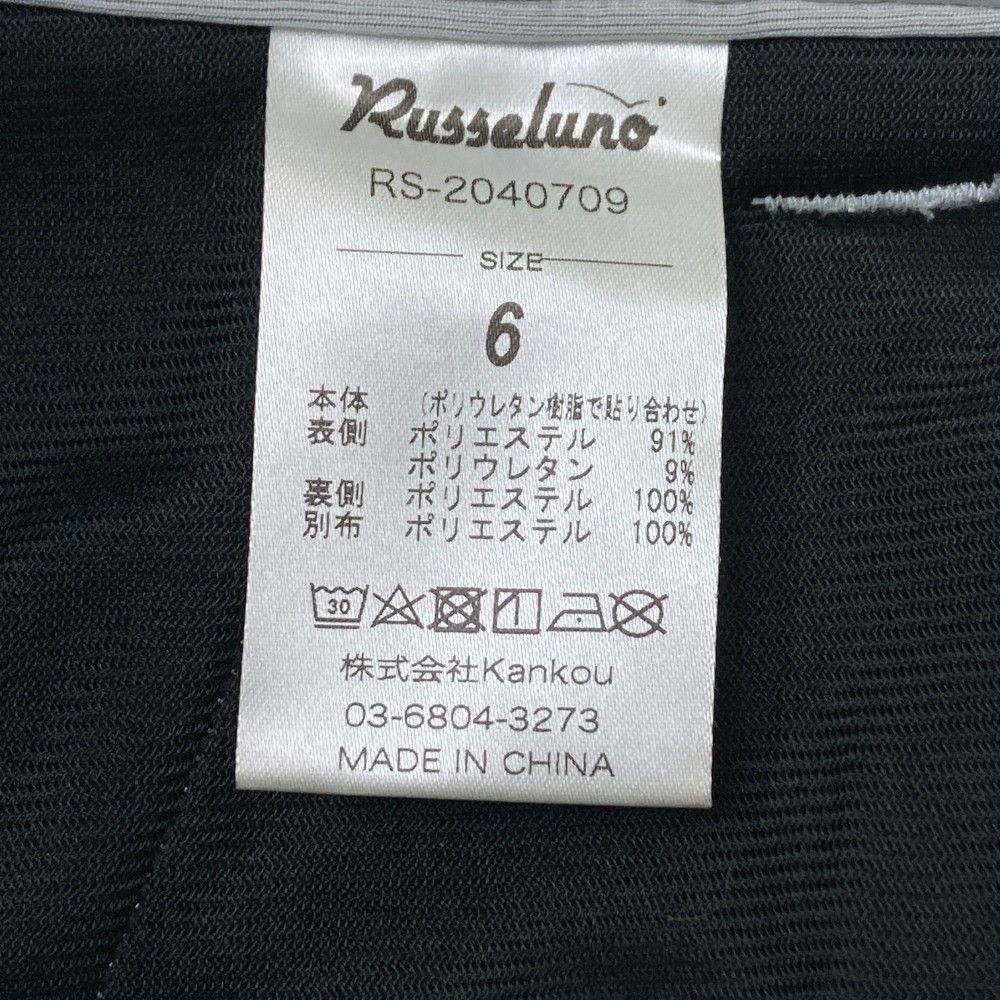 Russeluno
RS-2040709
SIZE
6
本体 (ポリウレタン樹脂で貼り合わせ)
表側 ポリエステル 91%
ポリウレタン 9%
裏側 ポリエステル 100%
別布 ポリエステル 100%
30
株式会社Kankou
03-6804-3273
MADE IN CHINA